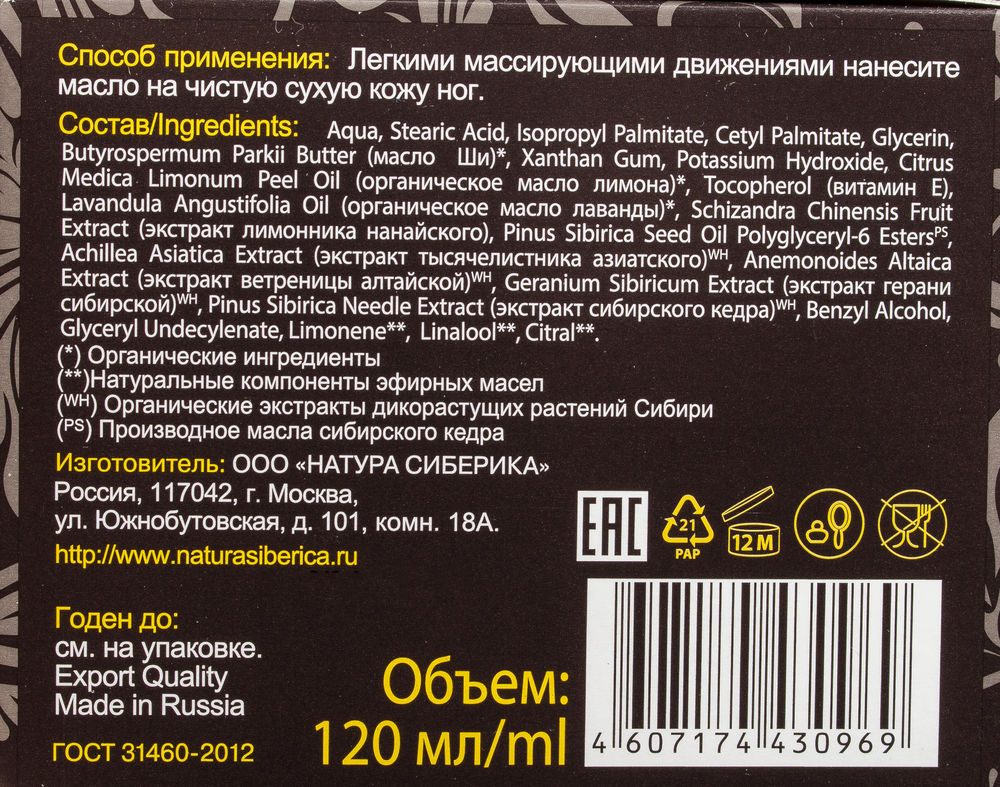 Способ применения: Легкими массирующими движениями нанесите
масло на чистую сухую кожу ног.
Состав/Ingredients: Aqua, Stearic Acid, Isopropyl Palmitate, Cetyl Palmitate, Glycerin,
Butyrospermum Parkii Butter (масло Ши)*, Xanthan Gum, Potassium Hydroxide, Citrus
Medica Limonum Peel Oil (органическое масло лимона)*, Tocopherol (витамин Е),
Lavandula Angustifolia Oil (органическое масло лаванды)*, Schizandra Chinensis Fruit
Extract (экстракт лимонника нанайского), Pinus Sibirica Seed Oil Polyglyceryl-6 Esters^PS,
Achillea Asiatica Extract (экстракт тысячелистника азиатского)^WH, Anemonoides Altaica
Extract (экстракт ветреницы алтайской)^WH, Geranium Sibiricum Extract (экстракт герани
сибирской)^WH, Pinus Sibirica Needle Extract (экстракт сибирского кедра)^WH, Benzyl Alcohol,
Glyceryl Undecylenate, Limonene**, Linalool**, Citral**.
(*) Органические ингредиенты
(**)Натуральные компоненты эфирных масел
(WH) Органические экстракты дикорастущих растений Сибири
(PS) Производное масла сибирского кедра
Изготовитель: ООО «НАТУРА СИБЕРИКА»
Россия, 117042, г. Москва,
ул. Южнобутовская, д. 101, комн. 18А.
http://www.naturasiberica.ru
EAC
21
PAP
12 M
Годен до:
см. на упаковке.
Export Quality
Made in Russia
ГОСТ 31460-2012
Объем:
120 мл/ml
4 607174 430969